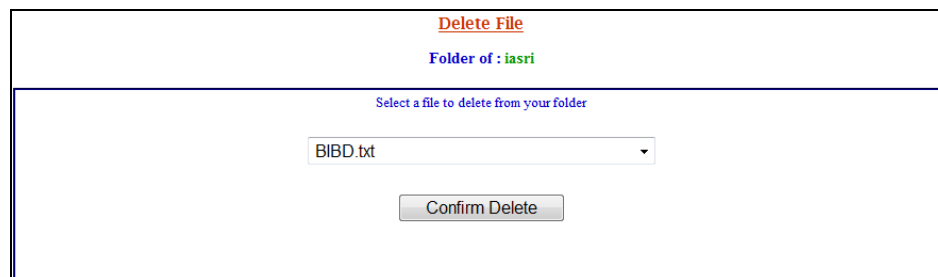 Delete File
Folder of : iasri
Select a file to delete from your folder
BIBD.txt
Confirm Delete